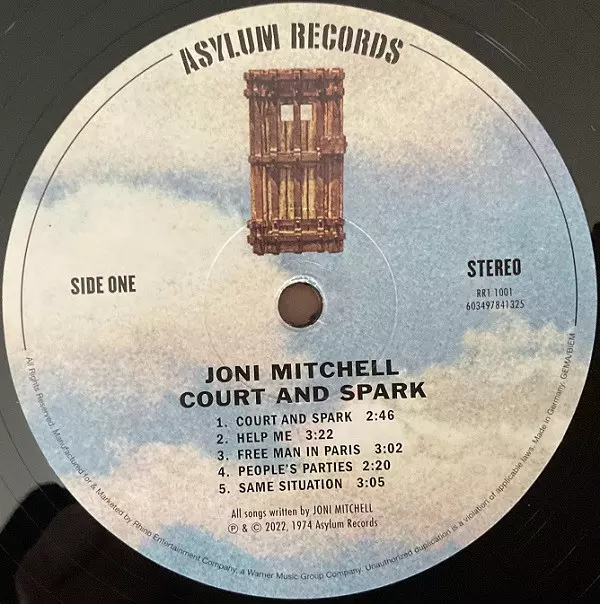 ASYLUM RECORDS
SIDE ONE
STEREO
RR1 1001
603497841325
JONI MITCHELL
COURT AND SPARK
1. COURT AND SPARK 2:46
2. HELP ME 3:22
3. FREE MAN IN PARIS 3:02
4. PEOPLE'S PARTIES 2:20
5. SAME SITUATION 3:05
All songs written by JONI MITCHELL
℗ & © 2022, 1974 Asylum Records
All Rights Reserved. Manufactured for & Marketed by Rhino Entertainment Company, a Warner Music Group Company. Unauthorized duplication is a violation of applicable laws. Made in Germany. GEMA/BIEM